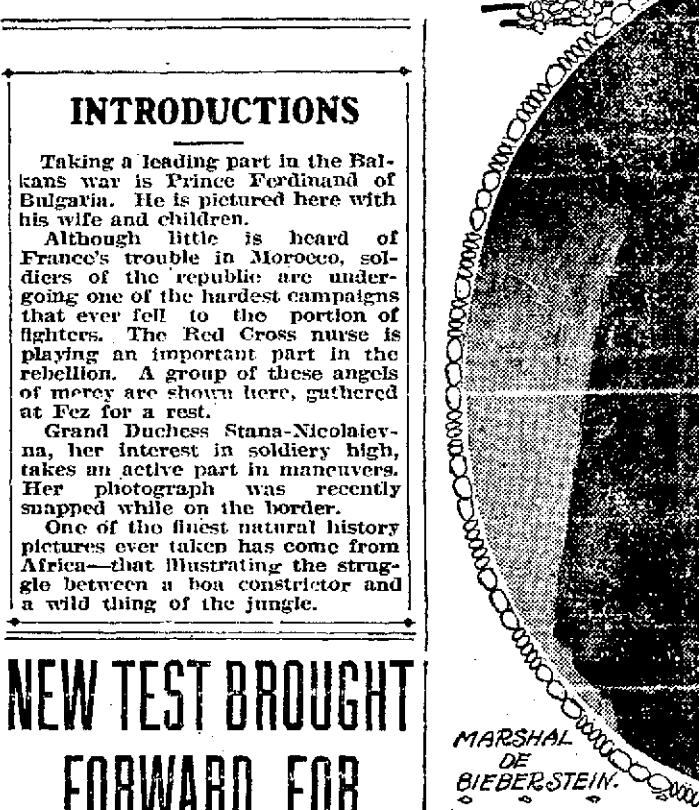 INTRODUCTIONS
Taking a leading part in the Bal-
kans war is Prince Ferdinand of
Bulgaria. He is pictured here with
his wife and children.
Although little is heard of
France's trouble in Morocco, sol-
diers of the republic are under-
going one of the hardest campaigns
that ever fell to the portion of
fighters. The Red Cross nurse is
playing an important part in the
rebellion. A group of these angels
of mercy are shown here, gathered
at Fez for a rest.
Grand Duchess Stana-Nicolaiev-
na, her interest in soldiery high,
takes an active part in maneuvers.
Her photograph was recently
snapped while on the border.
One of the finest natural history
pictures ever taken has come from
Africa—that illustrating the strug-
gle between a boa constrictor and
a wild thing of the jungle.
NEW TEST BROUGHT
FORWARD FOR
MARSHAL
DE
BIEBERSTEIN.